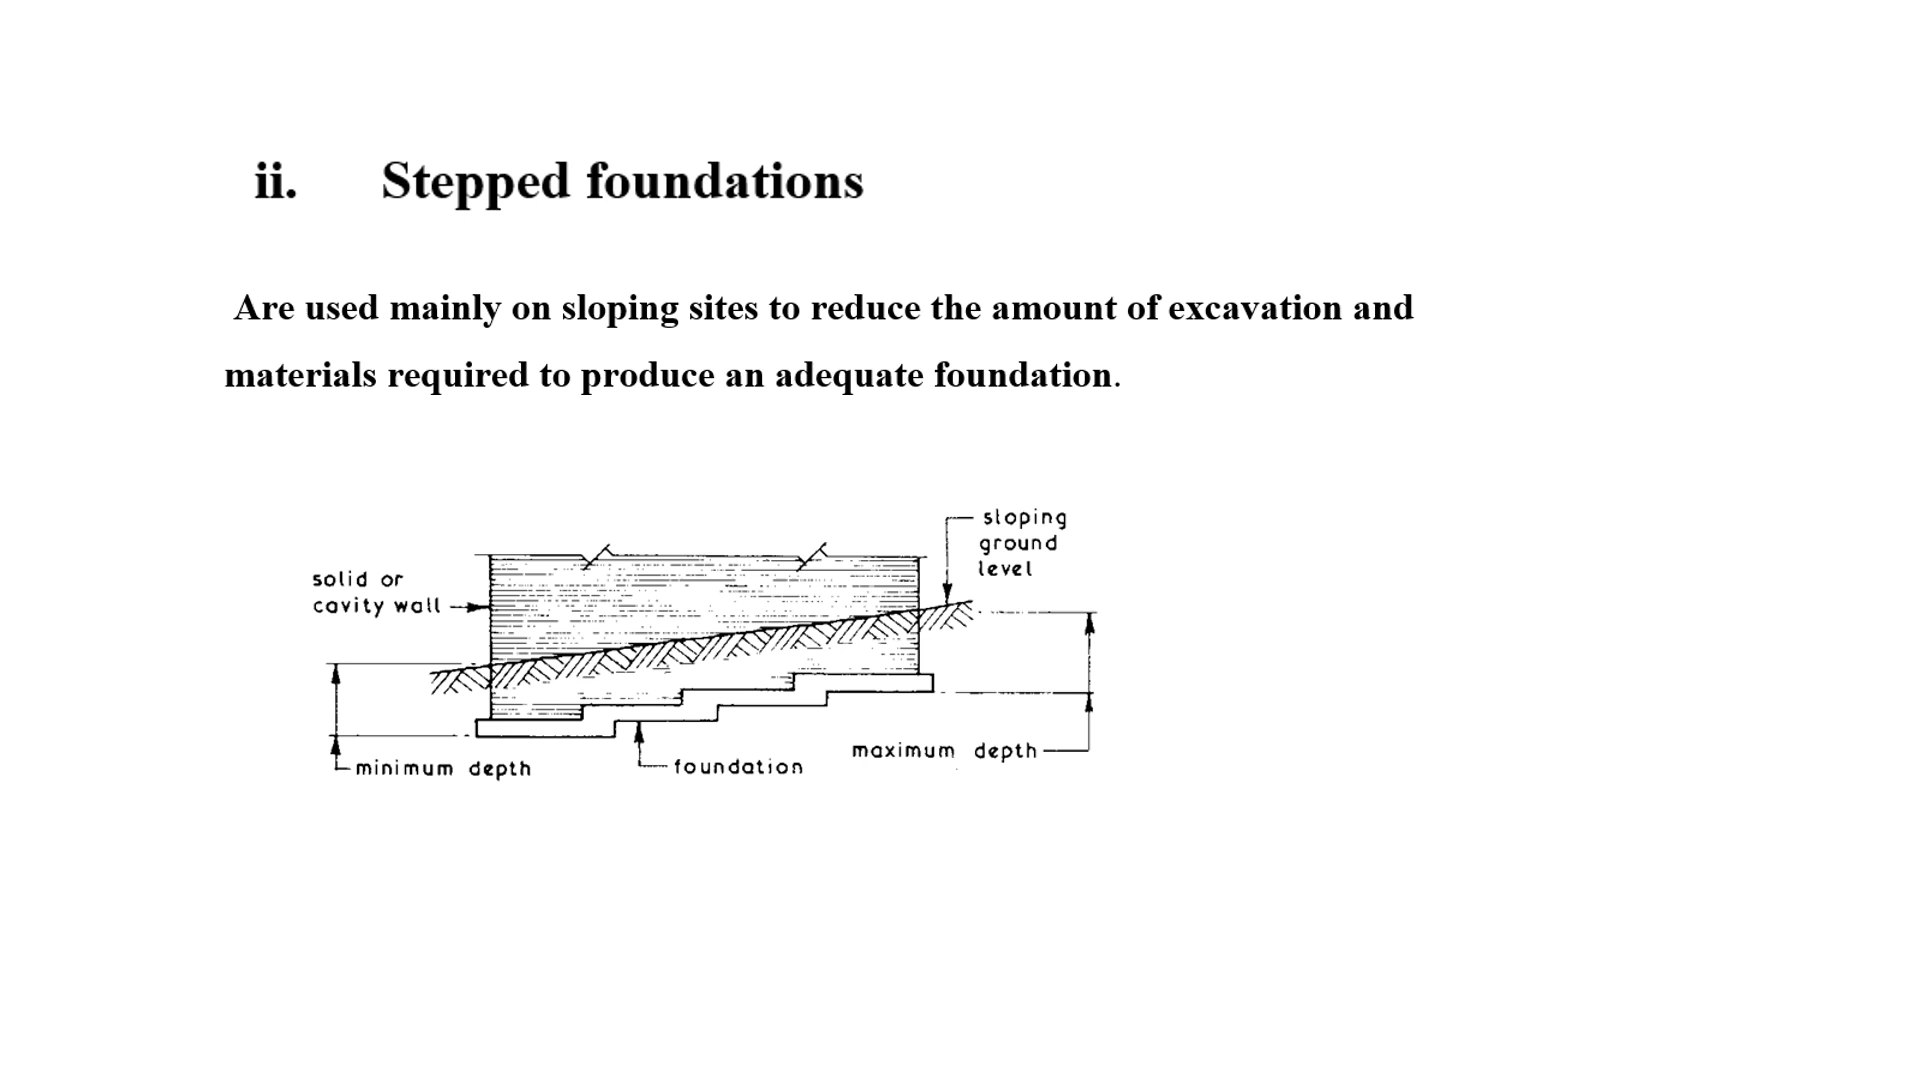 ii. Stepped foundations
Are used mainly on sloping sites to reduce the amount of excavation and
materials required to produce an adequate foundation.
sloping
ground
level
solid or
cavity wall
maximum depth
minimum depth
foundation